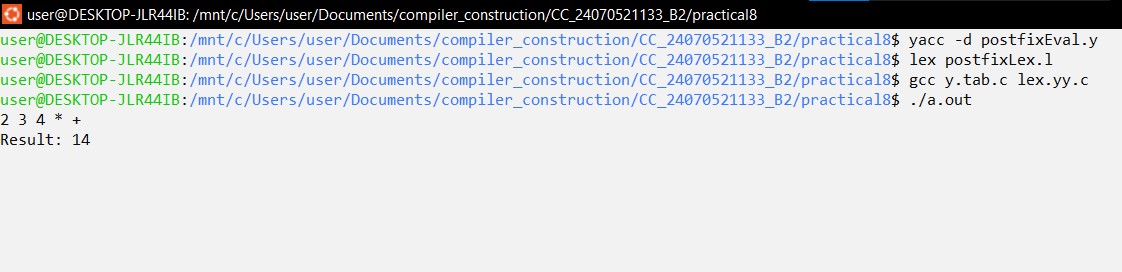 user@DESKTOP-JLR44IB: /mnt/c/Users/user/Documents/compiler_construction/CC_24070521133_B2/practical8
user@DESKTOP-JLR44IB:/mnt/c/Users/user/Documents/compiler_construction/CC_24070521133_B2/practical8$ yacc -d postfixEval.y
user@DESKTOP-JLR44IB:/mnt/c/Users/user/Documents/compiler_construction/CC_24070521133_B2/practical8$ lex postfixLex.l
user@DESKTOP-JLR44IB:/mnt/c/Users/user/Documents/compiler_construction/CC_24070521133_B2/practical8$ gcc y.tab.c lex.yy.c
user@DESKTOP-JLR44IB:/mnt/c/Users/user/Documents/compiler_construction/CC_24070521133_B2/practical8$ ./a.out
2 3 4 * +
Result: 14